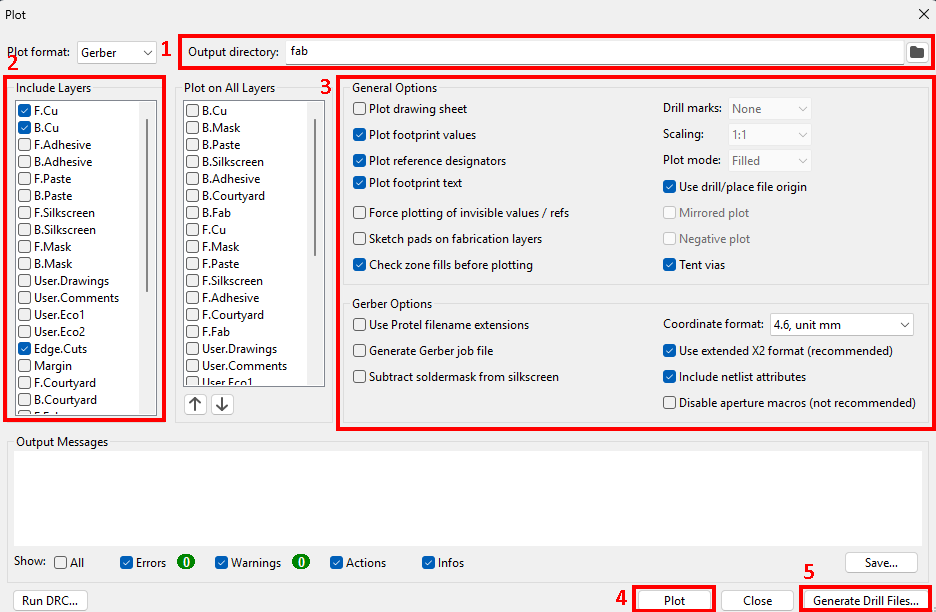 Plot
Plot format: Gerber
1
Output directory: fab
2
Include Layers
F.Cu
B.Cu
F.Adhesive
B.Adhesive
F.Paste
B.Paste
F.Silkscreen
B.Silkscreen
F.Mask
B.Mask
User.Drawings
User.Comments
User.Eco1
User.Eco2
Edge.Cuts
Margin
F.Courtyard
B.Courtyard
Plot on All Layers
B.Cu
B.Mask
B.Paste
B.Silkscreen
B.Adhesive
B.Courtyard
B.Fab
F.Cu
F.Mask
F.Paste
F.Silkscreen
F.Adhesive
F.Courtyard
F.Fab
User.Drawings
User.Comments
User.Eco1
3
General Options
Plot drawing sheet
Plot footprint values
Plot reference designators
Plot footprint text
Force plotting of invisible values / refs
Sketch pads on fabrication layers
Check zone fills before plotting
Drill marks: None
Scaling: 1:1
Plot mode: Filled
Use drill/place file origin
Mirrored plot
Negative plot
Tent vias
Gerber Options
Use Protel filename extensions
Generate Gerber job file
Subtract soldermask from silkscreen
Coordinate format: 4.6, unit mm
Use extended X2 format (recommended)
Include netlist attributes
Disable aperture macros (not recommended)
Output Messages
Show: All Errors 0 Warnings 0 Actions Infos
Save...
Run DRC...
4
Plot
Close
5
Generate Drill Files...